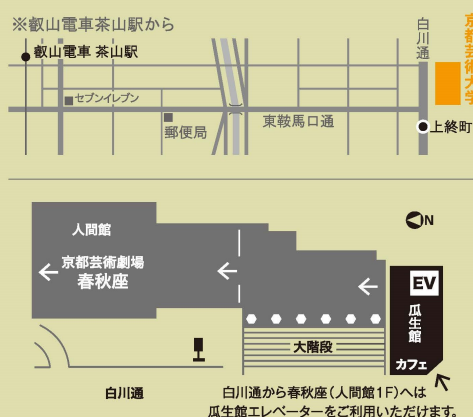 ※叡山電車 茶山駅から
叡山電車 茶山駅
白川通
京都芸術大学
セブンイレブン
郵便局
東鞍馬口通
上終町
N
人間館
京都芸術劇場
春秋座
EV
瓜生館
カフェ
大階段
白川通
白川通から春秋座(人間館1F)へは
瓜生館エレベーターをご利用いただけます。